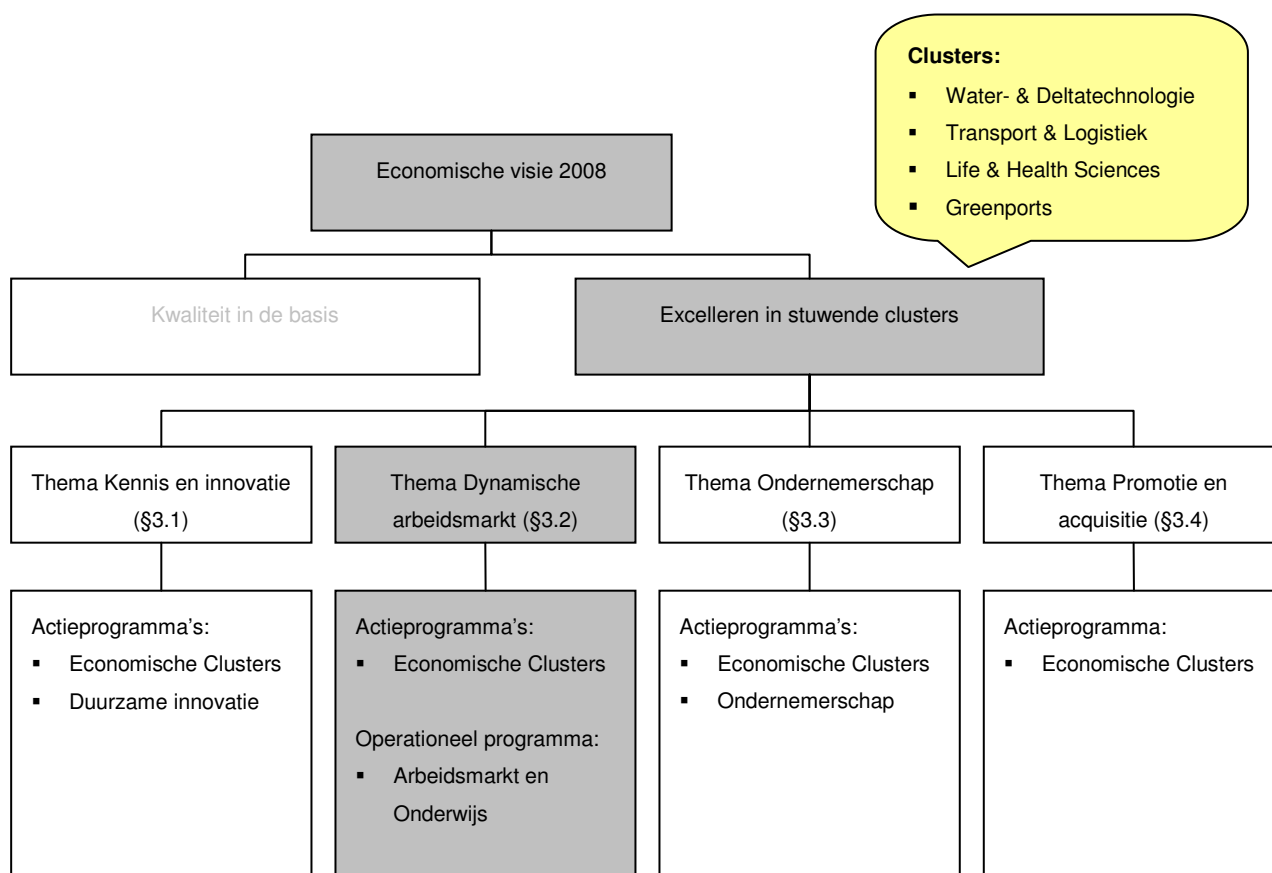 Clusters:
▪ Water- & Deltatechnologie
▪ Transport & Logistiek
▪ Life & Health Sciences
▪ Greenports
Economische visie 2008
Kwaliteit in de basis
Excelleren in stuwende clusters
Thema Kennis en innovatie
(§3.1)
Thema Dynamische
arbeidsmarkt (§3.2)
Thema Ondernemerschap
(§3.3)
Thema Promotie en
acquisitie (§3.4)
Actieprogramma's:
▪ Economische Clusters
▪ Duurzame innovatie
Actieprogramma's:
▪ Economische Clusters
Operationeel programma:
▪ Arbeidsmarkt en
Onderwijs
Actieprogramma's:
▪ Economische Clusters
▪ Ondernemerschap
Actieprogramma:
▪ Economische Clusters